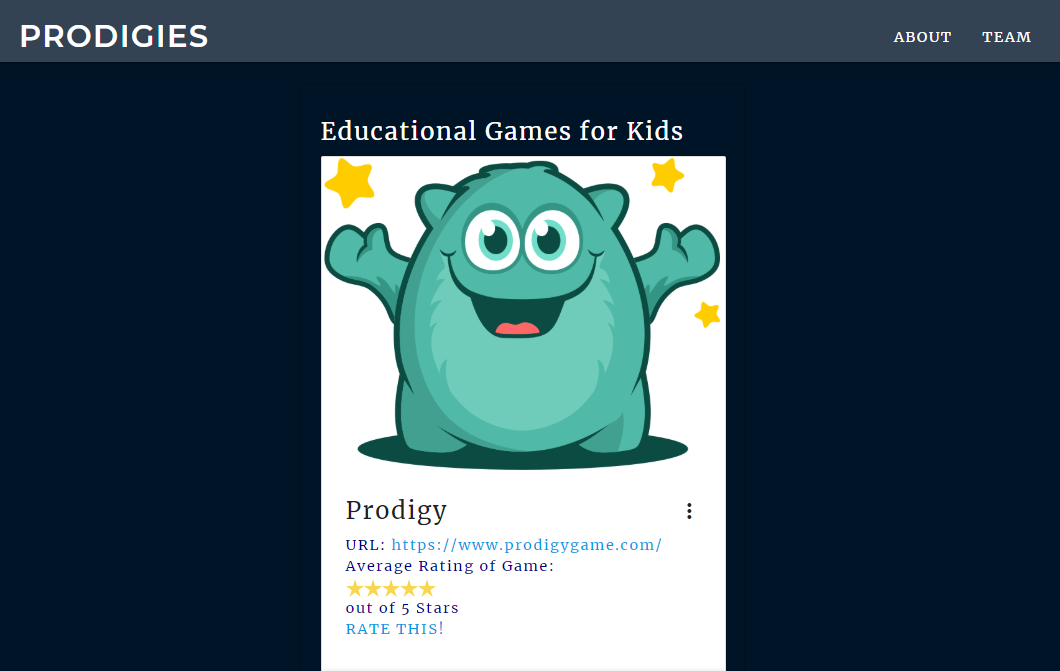 PRODIGIES
ABOUT TEAM
Educational Games for Kids
Prodigy
URL: https://www.prodigygame.com/
Average Rating of Game:
★★★★★
out of 5 Stars
RATE THIS!